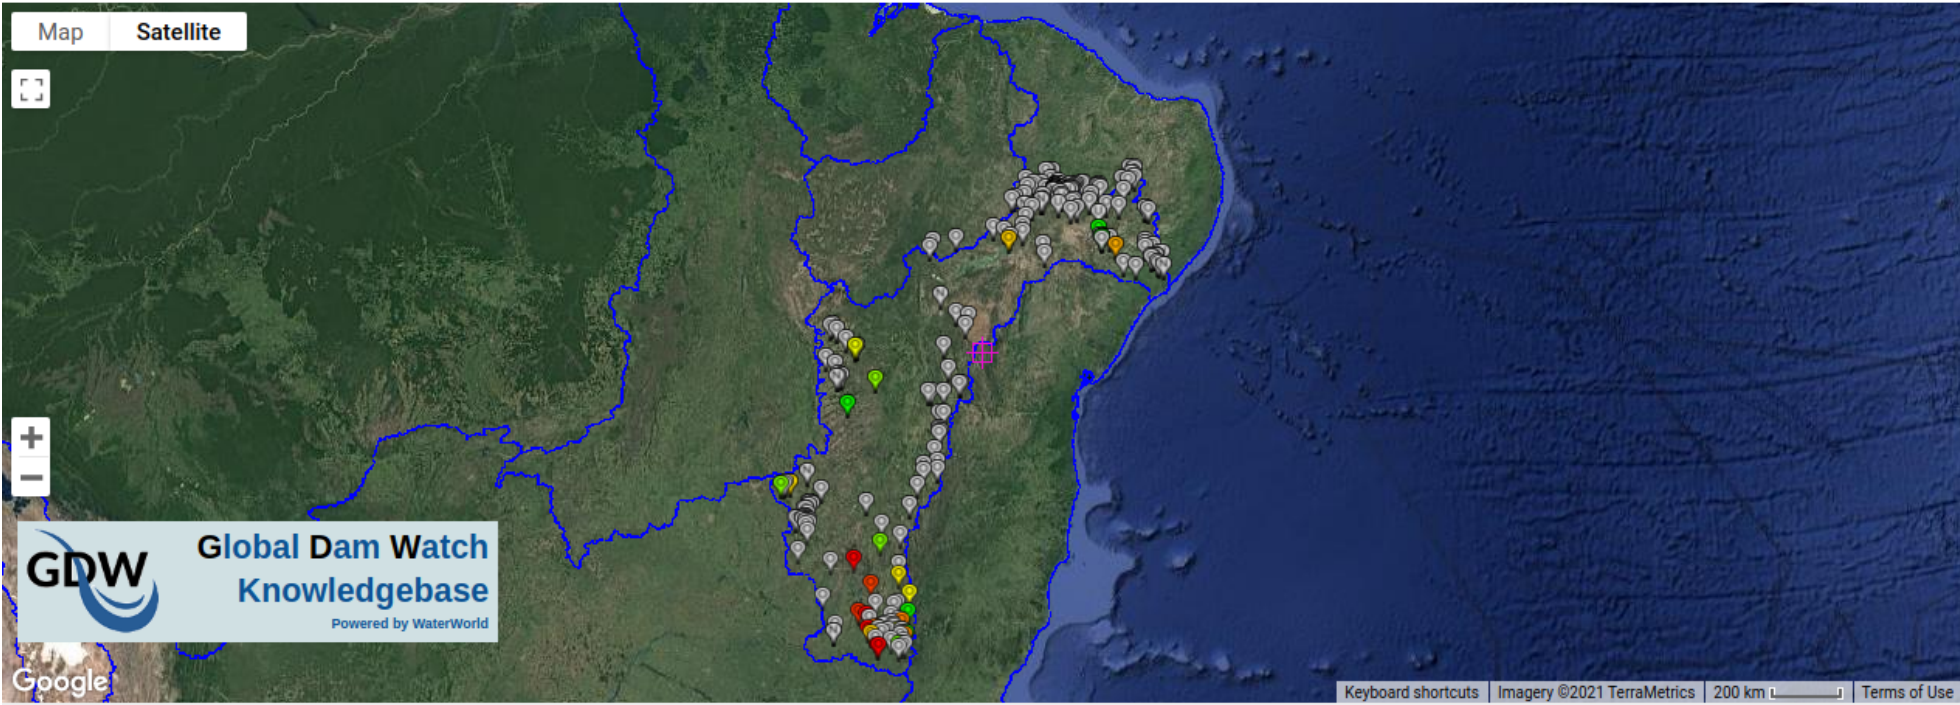 Map Satellite
GDW
Global Dam Watch
Knowledgebase
Powered by WaterWorld
Google
Keyboard shortcuts Imagery ©2021 TerraMetrics 200 km Terms of Use